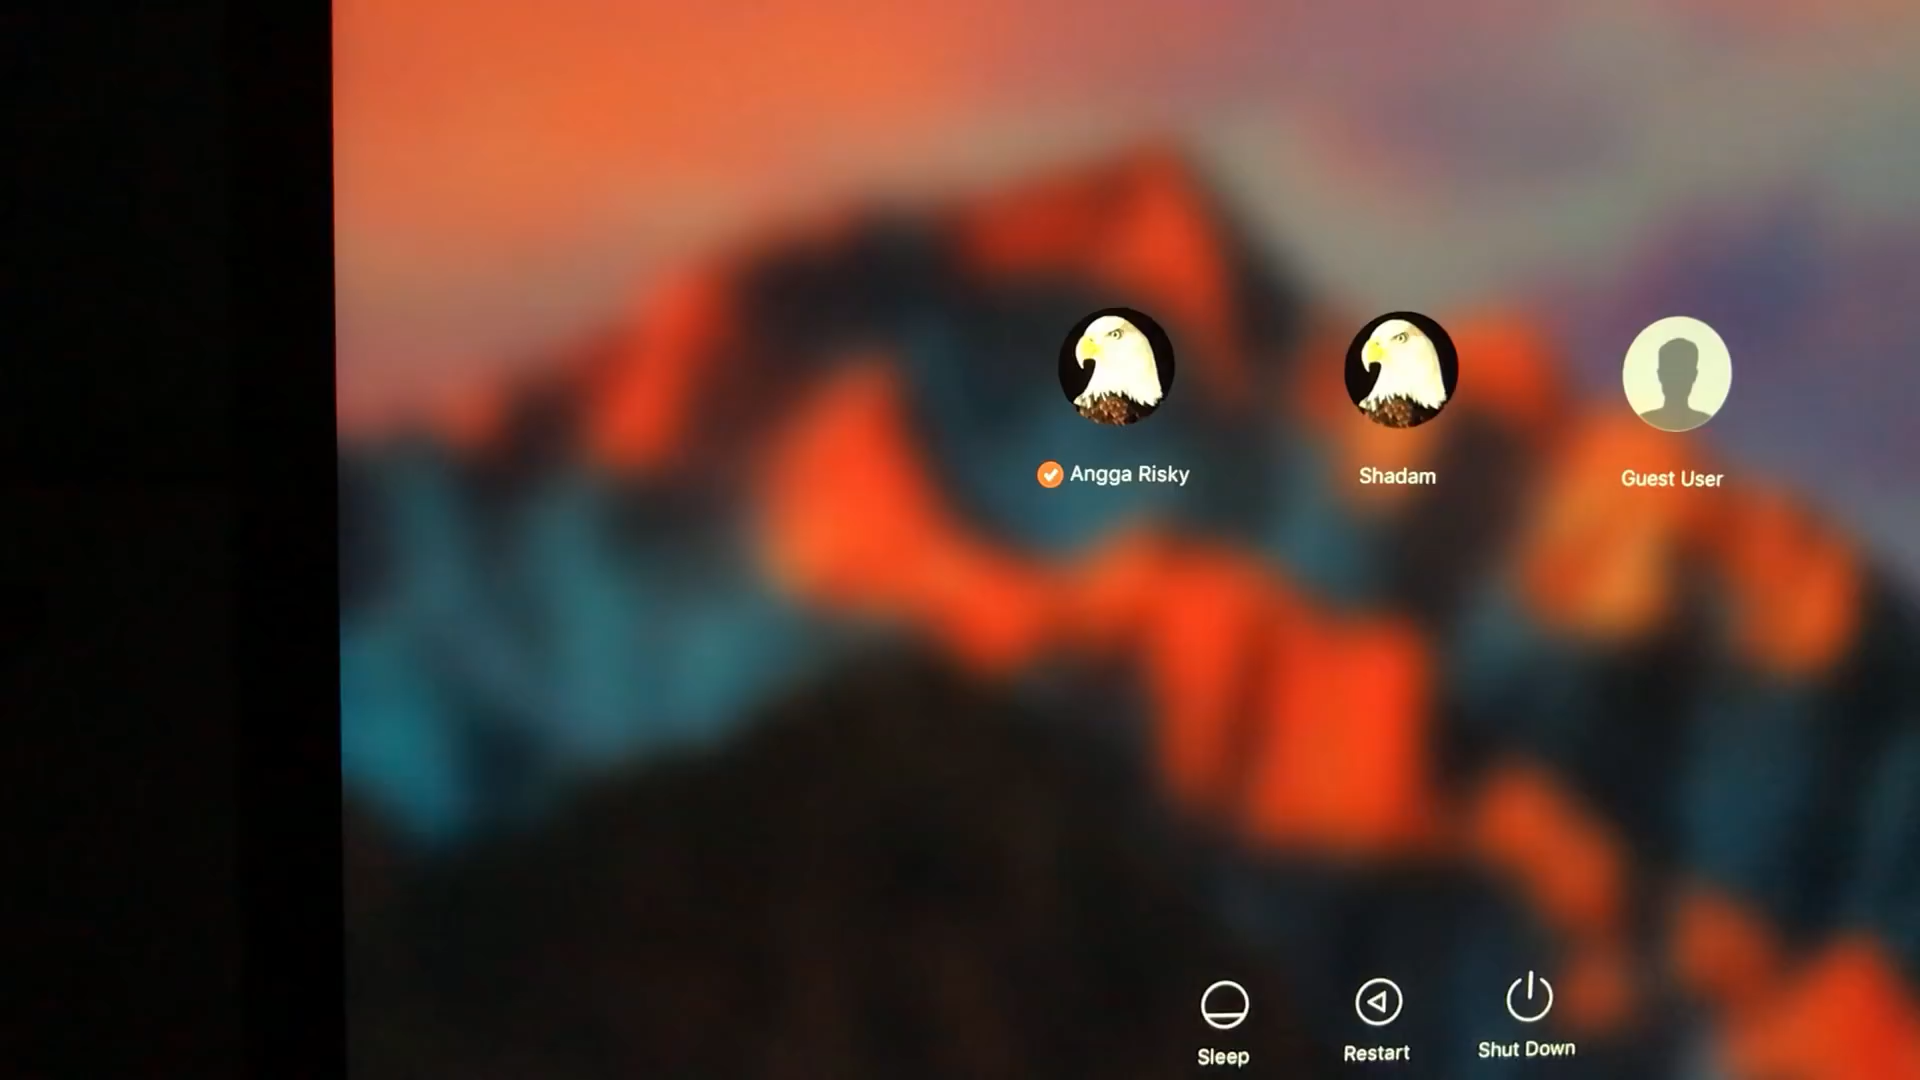 Angga Risky
Shadam
Guest User
Sleep
Restart
Shut Down